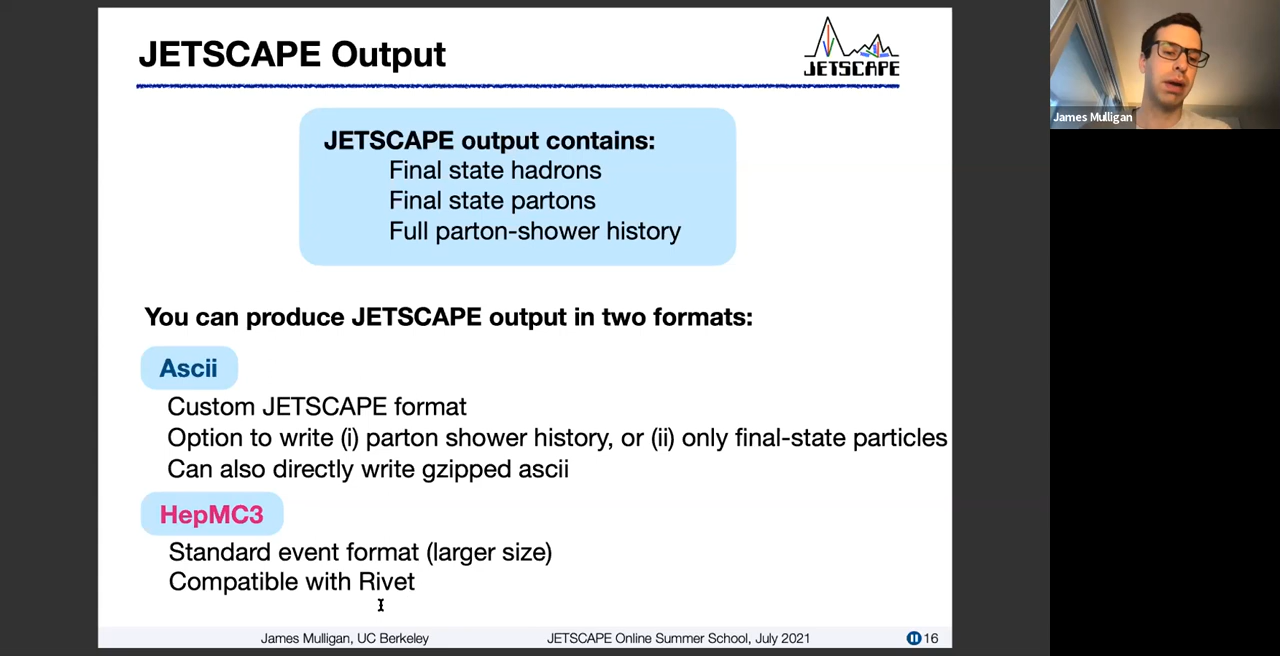 JETSCAPE Output
JETSCAPE
JETSCAPE output contains:
Final state hadrons
Final state partons
Full parton-shower history
You can produce JETSCAPE output in two formats:
Ascii
Custom JETSCAPE format
Option to write (i) parton shower history, or (ii) only final-state particles
Can also directly write gzipped ascii
HepMC3
Standard event format (larger size)
Compatible with Rivet
James Mulligan, UC Berkeley
JETSCAPE Online Summer School, July 2021
16
James Mulligan